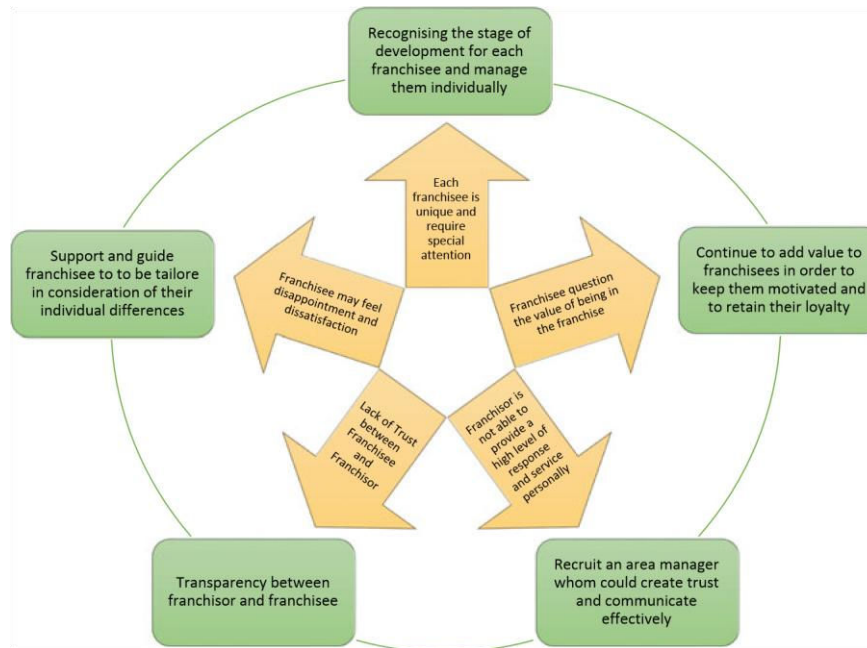 Recognising the stage of
development for each
franchisee and manage
them individually
Each
franchisee is
unique and
require
special
attention
Support and guide
franchisee to to be tailore
in consideration of their
individual differences
Franchisee may feel
disappointment and
dissatisfaction
Franchisee question
the value of being in
the franchise
Continue to add value to
franchisees in order to
keep them motivated and
to retain their loyalty
Lack of Trust
between
Franchisee
and
Franchisor
Franchisor is
not able to
provide a
high level of
response
and service
personally
Transparency between
franchisor and franchisee
Recruit an area manager
whom could create trust
and communicate
effectively